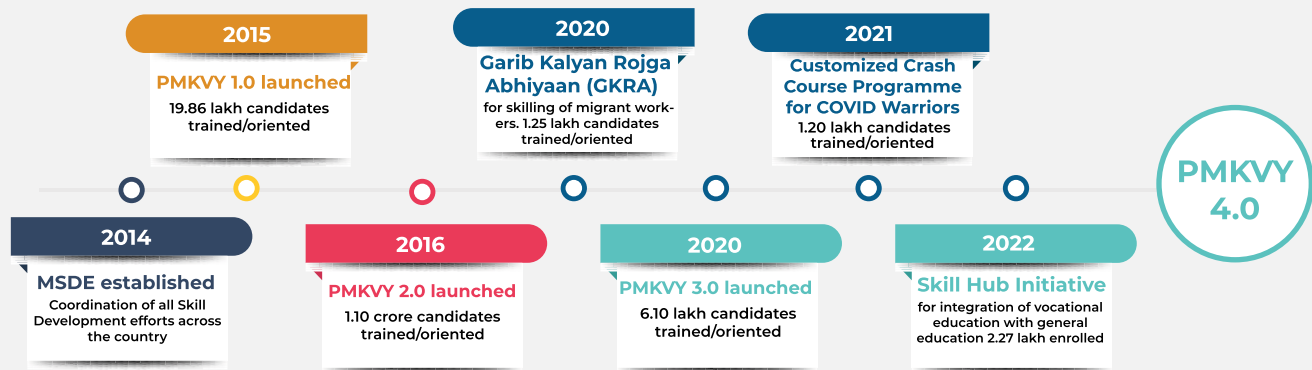 2014
MSDE established
Coordination of all Skill
Development efforts across
the country
2015
PMKVY 1.0 launched
19.86 lakh candidates
trained/oriented
2016
PMKVY 2.0 launched
1.10 crore candidates
trained/oriented
2020
Garib Kalyan Rojga
Abhiyaan (GKRA)
for skilling of migrant work-
ers. 1.25 lakh candidates
trained/oriented
2020
PMKVY 3.0 launched
6.10 lakh candidates
trained/oriented
2021
Customized Crash
Course Programme
for COVID Warriors
1.20 lakh candidates
trained/oriented
2022
Skill Hub Initiative
for integration of vocational
education with general
education 2.27 lakh enrolled
PMKVY
4.0